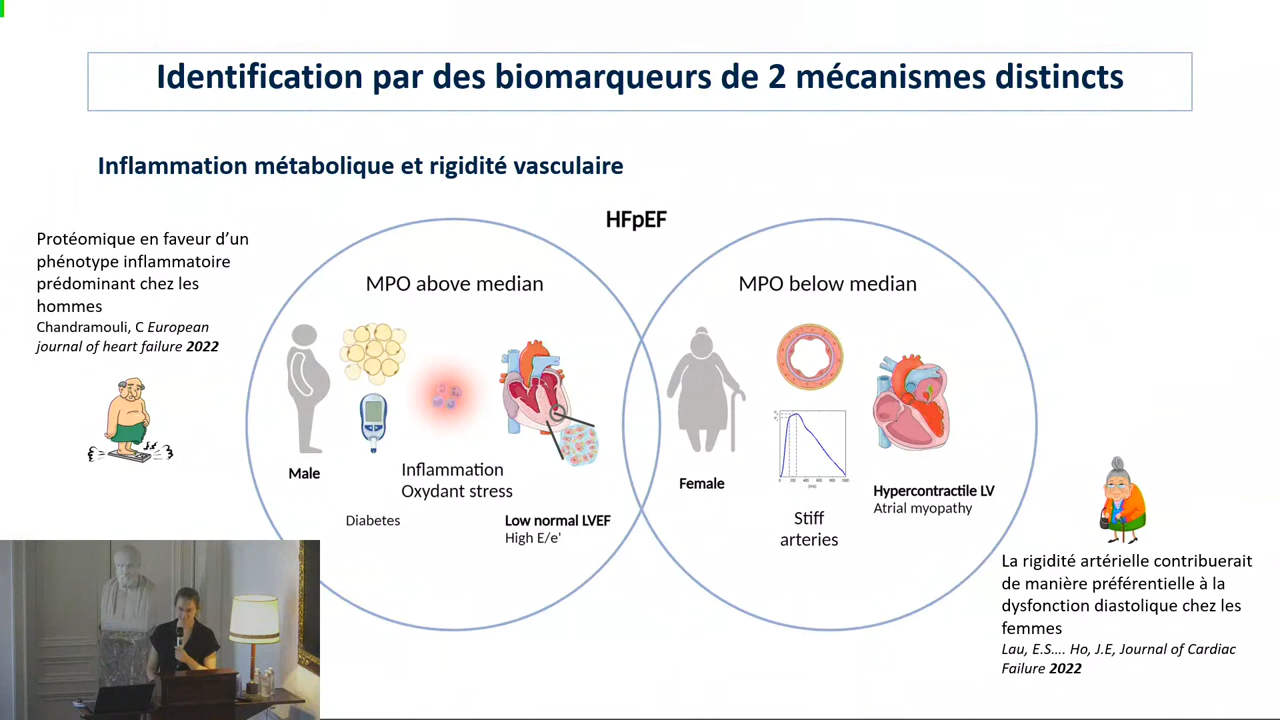 Identification par des biomarqueurs de 2 mécanismes distincts
Inflammation métabolique et rigidité vasculaire
HFpEF
Protéomique en faveur d’un
phénotype inflammatoire
prédominant chez les
hommes
Chandramouli, C European
journal of heart failure 2022
MPO above median
Male
Inflammation
Oxydant stress
Diabetes
Low normal LVEF
High E/e'
MPO below median
Female
Stiff
arteries
Hypercontractile LV
Atrial myopathy
La rigidité artérielle contribuerait
de manière préférentielle à la
dysfonction diastolique chez les
femmes
Lau, E.S.... Ho, J.E, Journal of Cardiac
Failure 2022